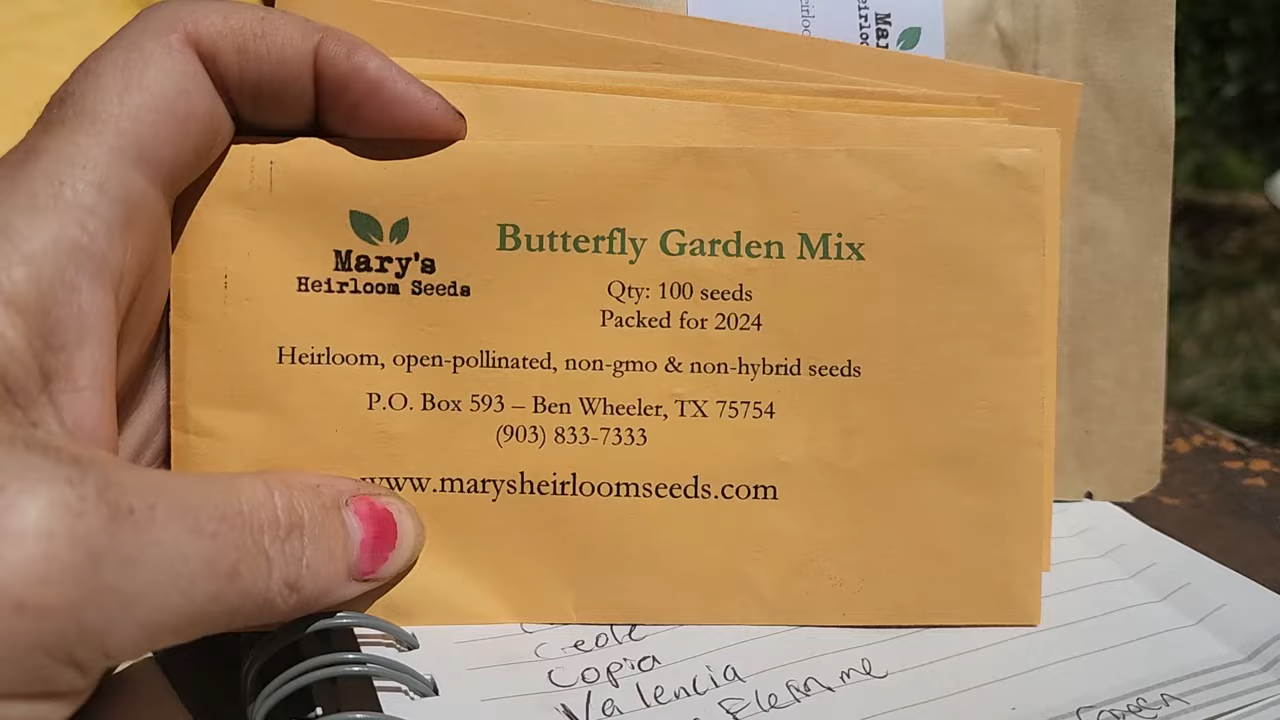 Mary's
Heirloom Seeds
Butterfly Garden Mix
Qty: 100 seeds
Packed for 2024
Heirloom, open-pollinated, non-gmo & non-hybrid seeds
P.O. Box 593 – Ben Wheeler, TX 75754
(903) 833-7333
www.marysheirloomseeds.com
Creole
Copia
Valencia